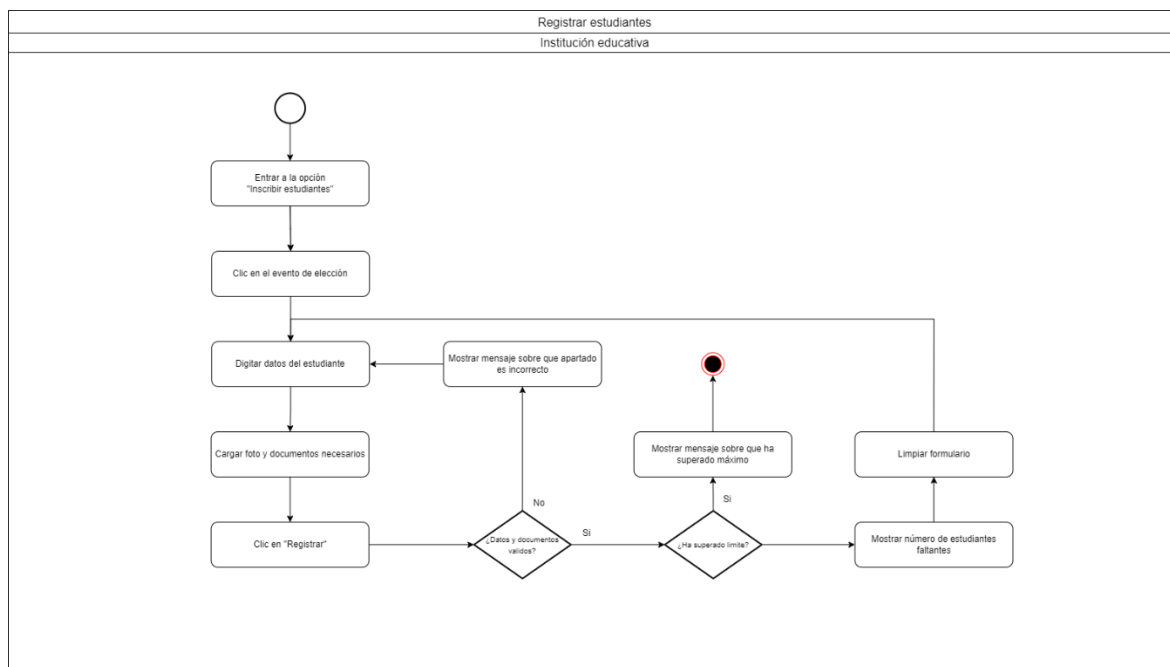 Registrar estudiantes
Institución educativa
Entrar a la opción
"Inscribir estudiantes"
Clic en el evento de elección
Digitar datos del estudiante
Mostrar mensaje sobre que apartado
es incorrecto
Cargar foto y documentos necesarios
Mostrar mensaje sobre que ha
superado máximo
Limpiar formulario
No
Si
Clic en "Registrar"
¿Datos y documentos
validos?
Si
¿Ha superado limite?
Mostrar número de estudiantes
faltantes